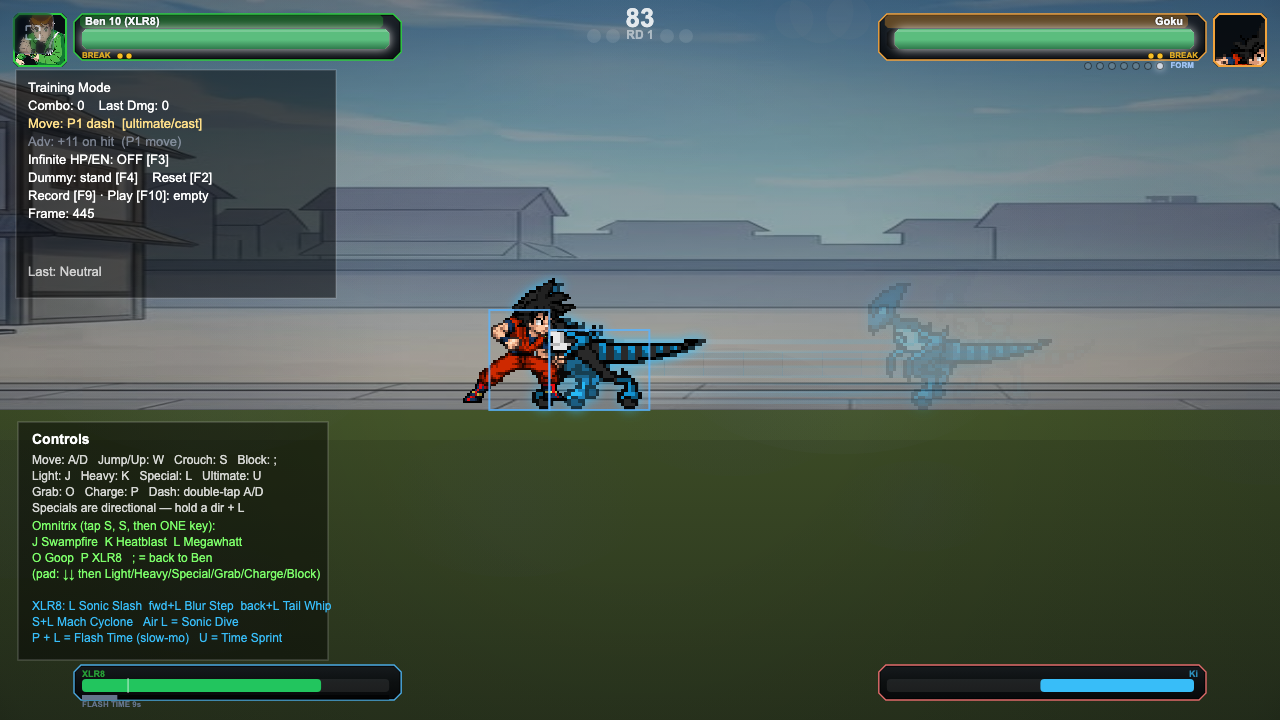 Ben 10 (XLR8)
BREAK
83
RD 1
Goku
BREAK
FORM
Training Mode
Combo: 0    Last Dmg: 0
Move: P1 dash  [ultimate/cast]
Adv: +11 on hit  (P1 move)
Infinite HP/EN: OFF [F3]
Dummy: stand [F4]    Reset [F2]
Record [F9] · Play [F10]: empty
Frame: 445
Last: Neutral
Controls
Move: A/D   Jump/Up: W   Crouch: S   Block: ;
Light: J   Heavy: K   Special: L   Ultimate: U
Grab: O   Charge: P   Dash: double-tap A/D
Specials are directional — hold a dir + L
Omnitrix (tap S, S, then ONE key):
J Swampfire  K Heatblast  L Megawhatt
O Goop  P XLR8   ; = back to Ben
(pad: ↓↓ then Light/Heavy/Special/Grab/Charge/Block)
XLR8: L Sonic Slash  fwd+L Blur Step  back+L Tail Whip
S+L Mach Cyclone   Air L = Sonic Dive
P + L = Flash Time (slow-mo)   U = Time Sprint
XLR8
FLASH TIME 9s
Ki